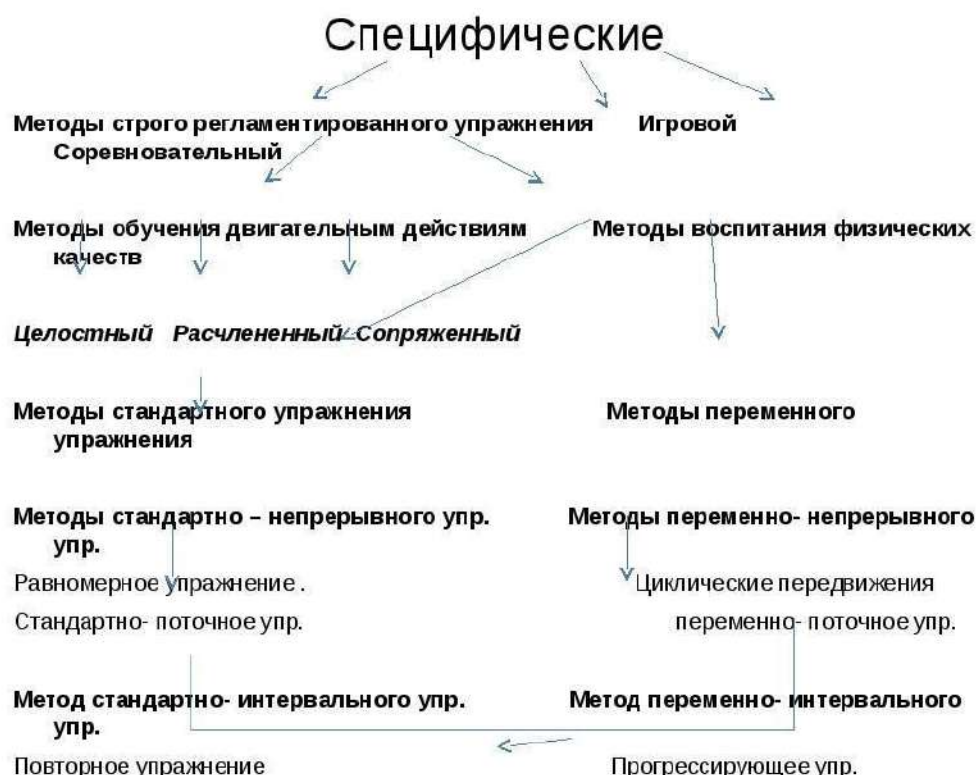 Специфические
Методы строго регламентированного упражнения Игровой
Соревновательный
Методы обучения двигательным действиям Методы воспитания физических
качеств
Целостный Расчлененный Сопряженный
Методы стандартного упражнения Методы переменного
упражнения
Методы стандартно – непрерывного упр. Методы переменно- непрерывного
упр.
Равномерное упражнение . Циклические передвижения
Стандартно- поточное упр. переменно- поточное упр.
Метод стандартно- интервального упр. Метод переменно- интервального
упр.
Повторное упражнение Прогрессирующее упр.